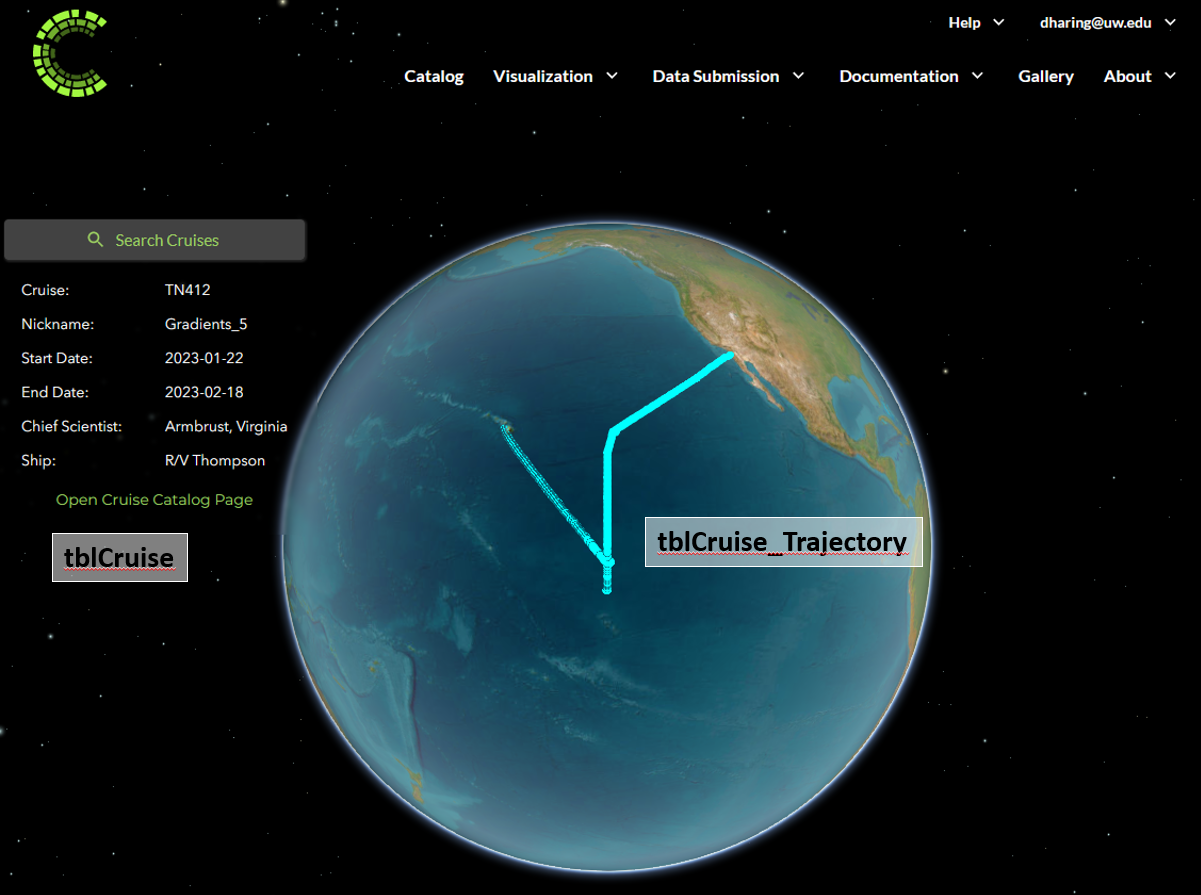 Help dharing@uw.edu
Catalog Visualization Data Submission Documentation Gallery About
Search Cruises
Cruise: TN412
Nickname: Gradients_5
Start Date: 2023-01-22
End Date: 2023-02-18
Chief Scientist: Armbrust, Virginia
Ship: R/V Thompson
Open Cruise Catalog Page
tblCruise
tblCruise_Trajectory